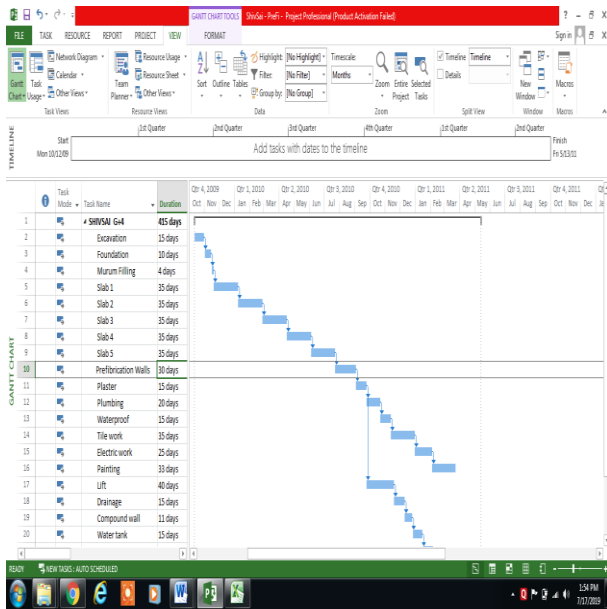 GANTT CHART TOOLS ShivSai - PreFi - Project Professional (Product Activation Failed)
FILE TASK RESOURCE REPORT PROJECT VIEW FORMAT Sign in
Gantt Chart Task Usage Network Diagram Calendar Other Views Team Planner Resource Usage Resource Sheet Other Views Sort Outline Tables Highlight: [No Highlight] Filter: [No Filter] Group by: [No Group] Timescale: Months Zoom Entire Project Selected Tasks Timeline Timeline Details New Window Macros
Task Views Resource Views Data Zoom Split View Window Macros
TIMELINE
1st Quarter 2nd Quarter 3rd Quarter 4th Quarter 1st Quarter 2nd Quarter
Start
Mon 10/12/09
Add tasks with dates to the timeline
Finish
Fri 5/13/11
GANTT CHART
Task Mode Task Name Duration
Qtr 4, 2009 Qtr 1, 2010 Qtr 2, 2010 Qtr 3, 2010 Qtr 4, 2010 Qtr 1, 2011 Qtr 2, 2011 Qtr 3, 2011 Qtr 4, 2011
Oct Nov Dec Jan Feb Mar Apr May Jun Jul Aug Sep Oct Nov Dec Jan Feb Mar Apr May Jun Jul Aug Sep Oct Nov Dec
1 SHIVSAI G+4 415 days
2 Excavation 15 days
3 Foundation 10 days
4 Murum Filling 4 days
5 Slab 1 35 days
6 Slab 2 35 days
7 Slab 3 35 days
8 Slab 4 35 days
9 Slab 5 35 days
10 Prefibrication Walls 30 days
11 Plaster 15 days
12 Plumbing 20 days
13 Waterproof 15 days
14 Tile work 35 days
15 Electric work 25 days
16 Painting 33 days
17 Lift 40 days
18 Drainage 15 days
19 Compound wall 11 days
20 Water tank 15 days
READY NEW TASKS : AUTO SCHEDULED
1:54 PM
7/17/2019